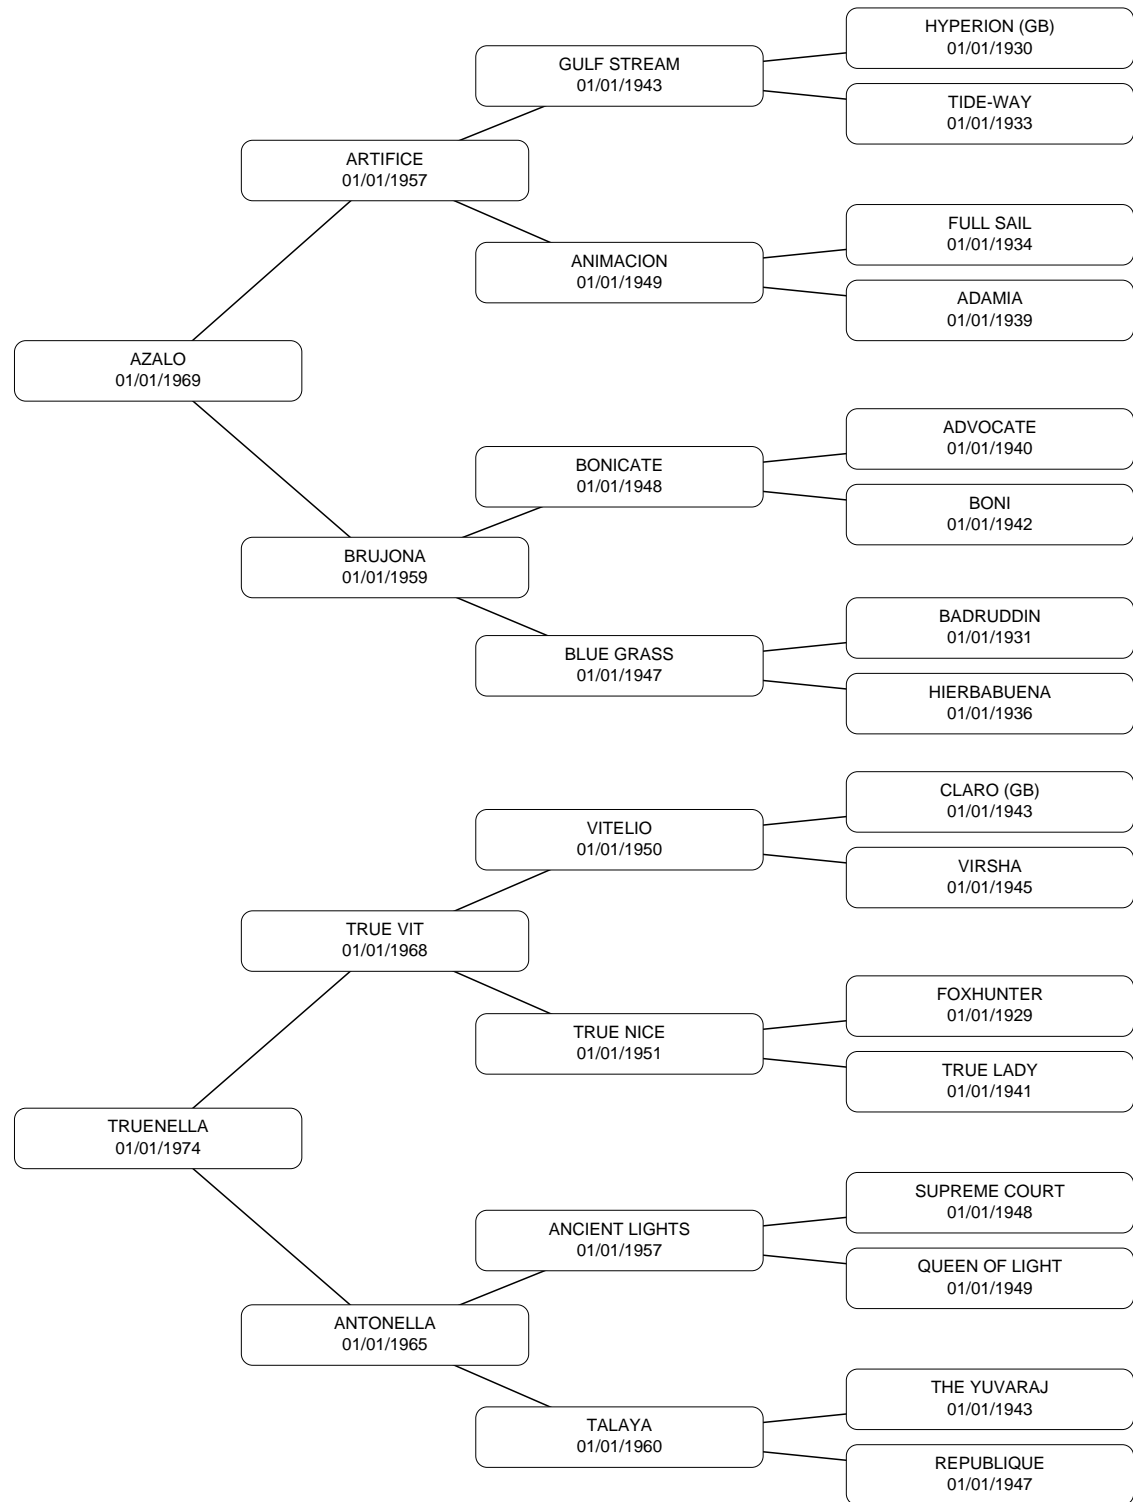 HYPERION (GB)
01/01/1930
GULF STREAM
01/01/1943
TIDE-WAY
01/01/1933
ARTIFICE
01/01/1957
FULL SAIL
01/01/1934
ANIMACION
01/01/1949
ADAMIA
01/01/1939
AZALO
01/01/1969
ADVOCATE
01/01/1940
BONICATE
01/01/1948
BONI
01/01/1942
BRUJONA
01/01/1959
BADRUDDIN
01/01/1931
BLUE GRASS
01/01/1947
HIERBABUENA
01/01/1936
CLARO (GB)
01/01/1943
VITELIO
01/01/1950
VIRSHA
01/01/1945
TRUE VIT
01/01/1968
FOXHUNTER
01/01/1929
TRUE NICE
01/01/1951
TRUE LADY
01/01/1941
TRUENELLA
01/01/1974
SUPREME COURT
01/01/1948
ANCIENT LIGHTS
01/01/1957
QUEEN OF LIGHT
01/01/1949
ANTONELLA
01/01/1965
THE YUVARAJ
01/01/1943
TALAYA
01/01/1960
REPUBLIQUE
01/01/1947